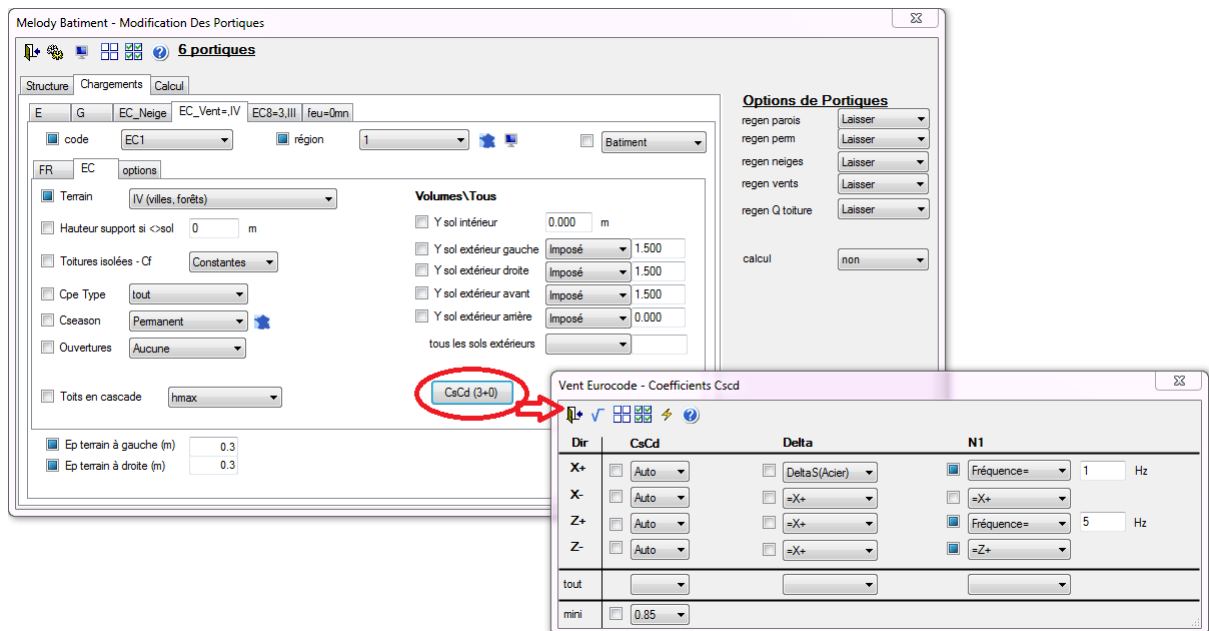 Melody Batiment - Modification Des Portiques
6 portiques
Structure Chargements Calcul
E G EC_Neige EC_Vent=,IV EC8=3,III feu=0mn
code EC1 région 1 Batiment
FR EC options
Terrain IV (villes, forêts)
Hauteur support si <>sol 0 m
Toitures isolées - Cf Constantes
Cpe Type tout
Cseason Permanent
Ouvertures Aucune
Toits en cascade hmax
Ep terrain à gauche (m) 0.3
Ep terrain à droite (m) 0.3
Volumes\Tous
Y sol intérieur 0.000 m
Y sol extérieur gauche Imposé 1.500
Y sol extérieur droite Imposé 1.500
Y sol extérieur avant Imposé 1.500
Y sol extérieur arrière Imposé 0.000
tous les sols extérieurs
CsCd (3+0)
Options de Portiques
regen parois Laisser
regen perm Laisser
regen neiges Laisser
regen vents Laisser
regen Q toiture Laisser
calcul non
Vent Eurocode - Coefficients Cscd
Dir CsCd Delta N1
X+ Auto DeltaS(Acier) Fréquence= 1 Hz
X- Auto =X+ =X+
Z+ Auto =X+ Fréquence= 5 Hz
Z- Auto =X+ =Z+
tout
mini 0.85